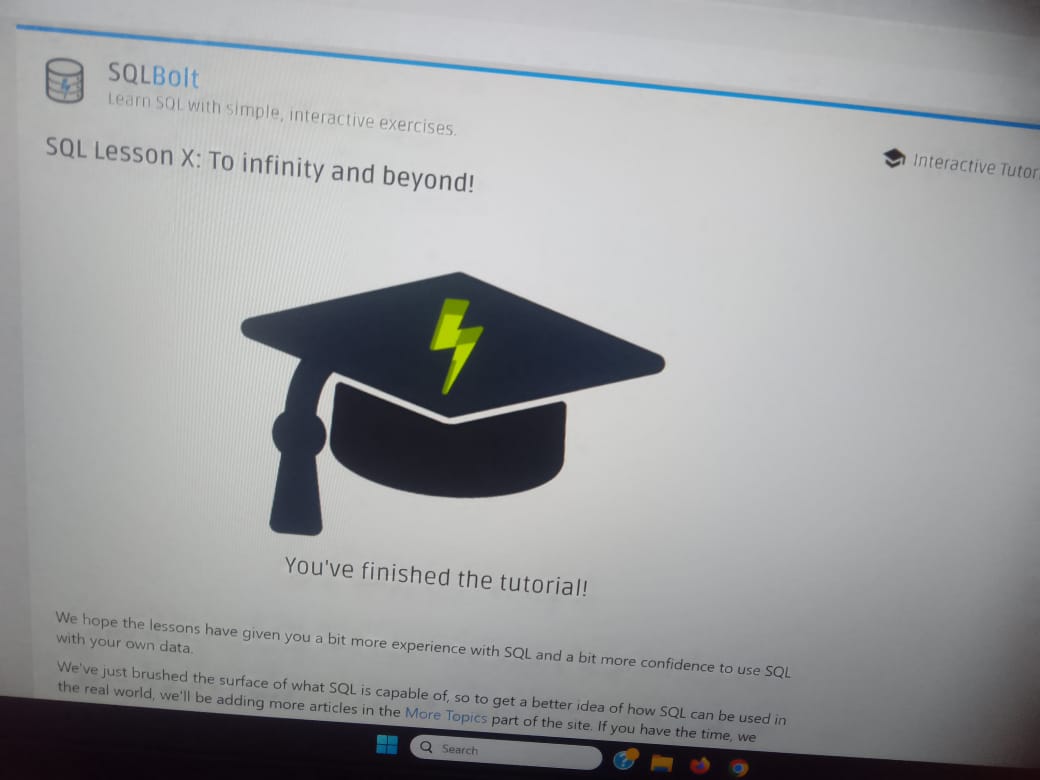 SQLBolt
Learn SQL with simple, interactive exercises.
SQL Lesson X: To infinity and beyond!
Interactive Tutor
You've finished the tutorial!
We hope the lessons have given you a bit more experience with SQL and a bit more confidence to use SQL
with your own data.
We've just brushed the surface of what SQL is capable of, so to get a better idea of how SQL can be used in
the real world, we'll be adding more articles in the More Topics part of the site. If you have the time, we
Search